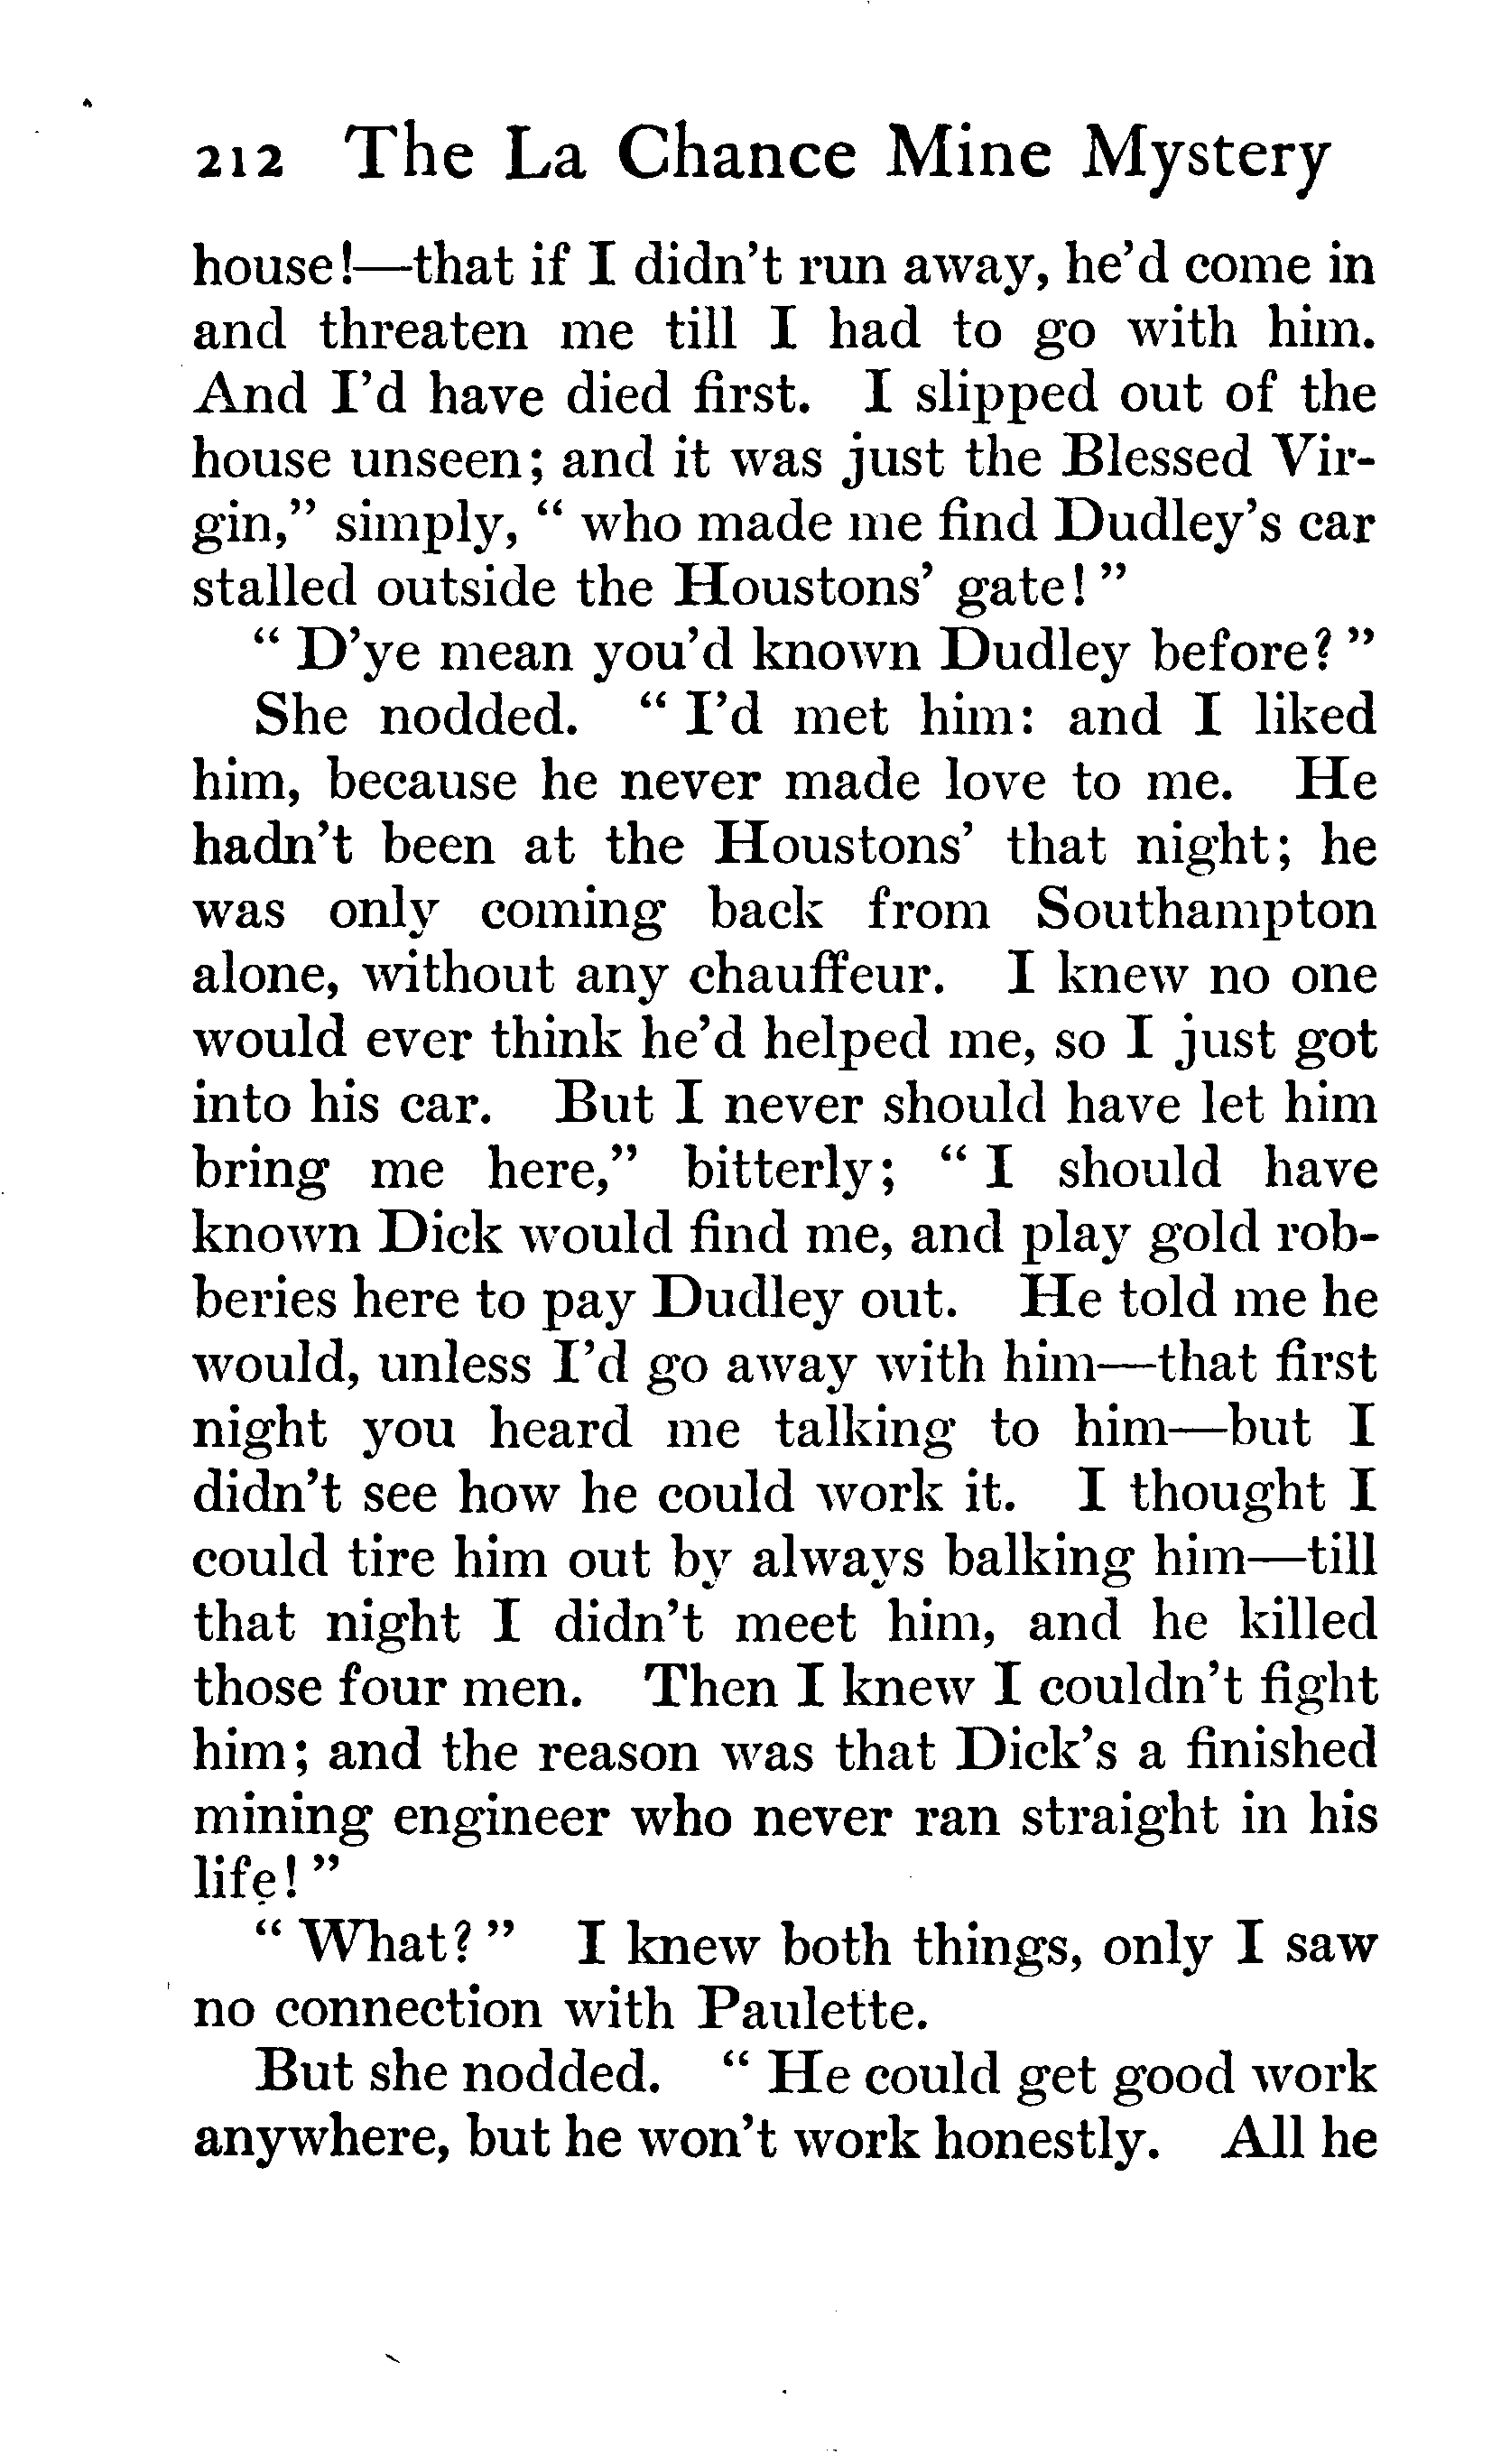 212 The La Chance Mine Mystery
house!—that if I didn't run away, he'd come in
and threaten me till I had to go with him.
And I'd have died first. I slipped out of the
house unseen; and it was just the Blessed Vir-
gin," simply, " who made me find Dudley's car
stalled outside the Houstons' gate! "
" D'ye mean you'd known Dudley before? "
She nodded. " I'd met him: and I liked
him, because he never made love to me. He
hadn't been at the Houstons' that night; he
was only coming back from Southampton
alone, without any chauffeur. I knew no one
would ever think he'd helped me, so I just got
into his car. But I never should have let him
bring me here," bitterly; " I should have
known Dick would find me, and play gold rob-
beries here to pay Dudley out. He told me he
would, unless I'd go away with him—that first
night you heard me talking to him—but I
didn't see how he could work it. I thought I
could tire him out by always balking him—till
that night I didn't meet him, and he killed
those four men. Then I knew I couldn't fight
him; and the reason was that Dick's a finished
mining engineer who never ran straight in his
life! "
" What? " I knew both things, only I saw
no connection with Paulette.
But she nodded. " He could get good work
anywhere, but he won't work honestly. All he